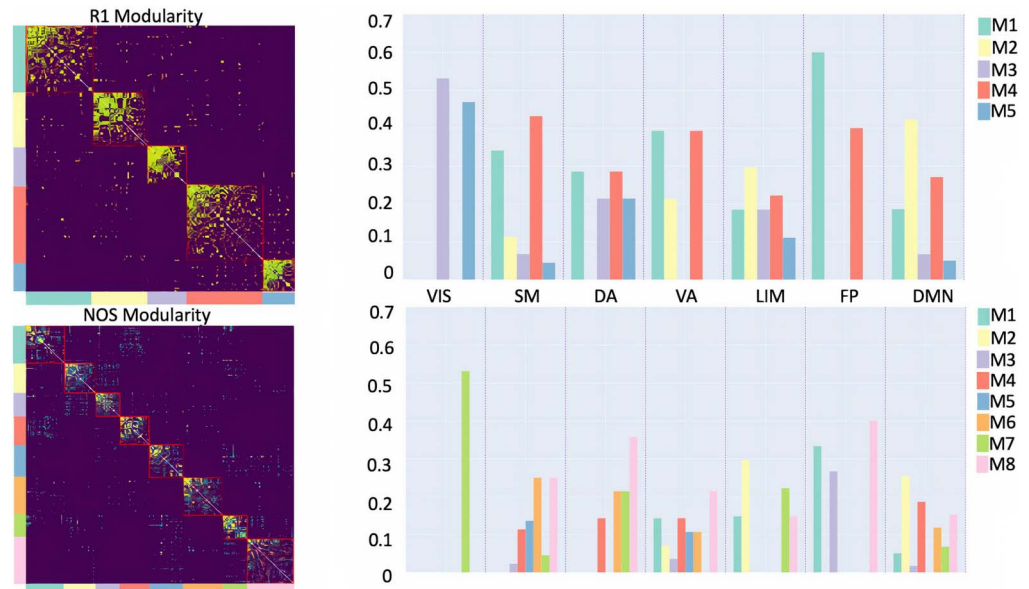 R1 Modularity
0.7
0.6
0.5
0.4
0.3
0.2
0.1
0
M1
M2
M3
M4
M5
VIS SM DA VA LIM FP DMN
NOS Modularity
0.7
0.6
0.5
0.4
0.3
0.2
0.1
0
M1
M2
M3
M4
M5
M6
M7
M8